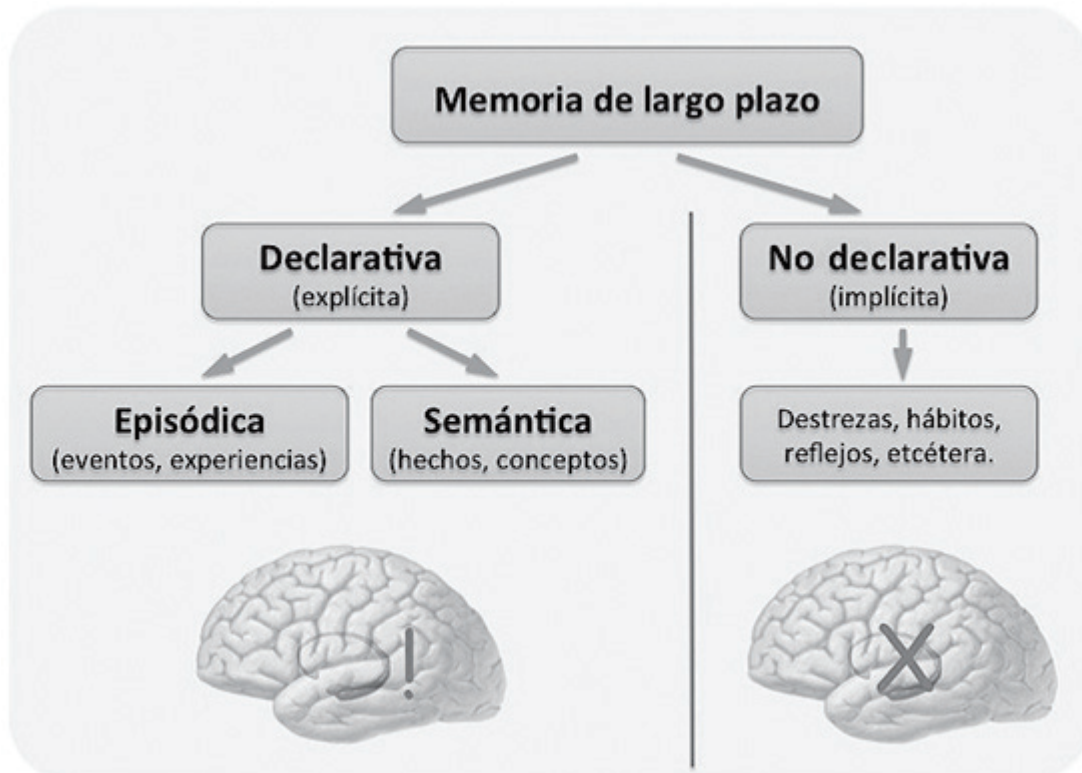 Memoria de largo plazo
Declarativa
(explícita)
No declarativa
(implícita)
Episódica
(eventos, experiencias)
Semántica
(hechos, conceptos)
Destrezas, hábitos,
reflejos, etcétera.
!
X